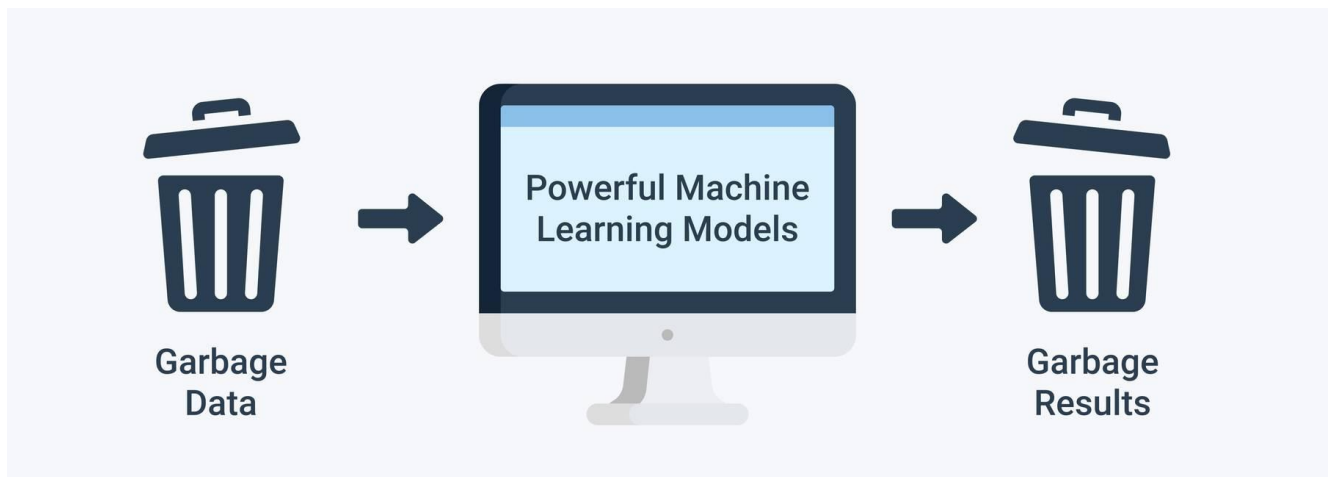 Garbage
Data
Powerful Machine
Learning Models
Garbage
Results